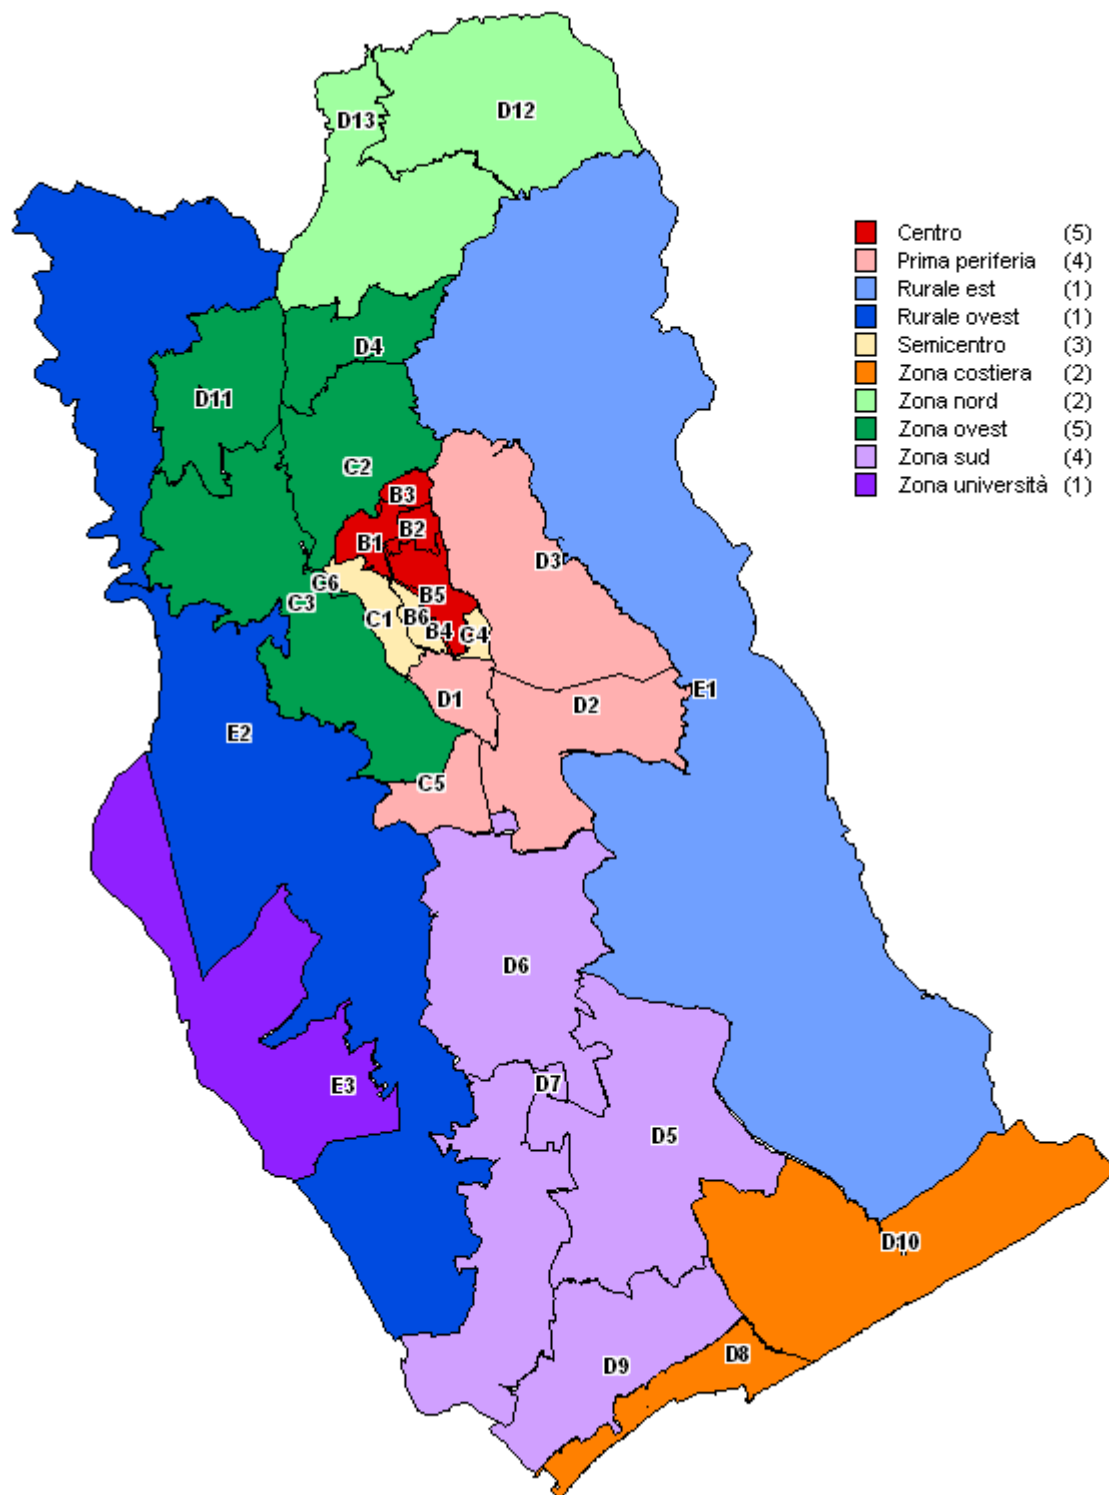 D12
D13
Centro (5)
Prima periferia (4)
Rurale est (1)
Rurale ovest (1)
Semicentro (3)
Zona costiera (2)
Zona nord (2)
Zona ovest (5)
Zona sud (4)
Zona università (1)
D4
D11
C2
B3
B2
B1
D3
C6
B5
C3
C1
B6
B4
C4
E1
D1
D2
E2
C5
D6
D7
E3
D5
D10
D8
D9